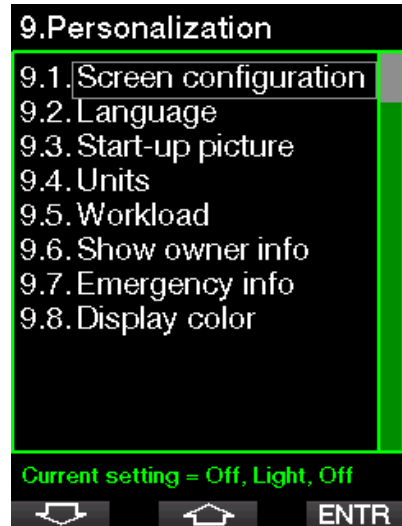 9.Personalization
9.1. Screen configuration
9.2. Language
9.3. Start-up picture
9.4. Units
9.5. Workload
9.6. Show owner info
9.7. Emergency info
9.8. Display color
Current setting = Off, Light, Off
ENTR